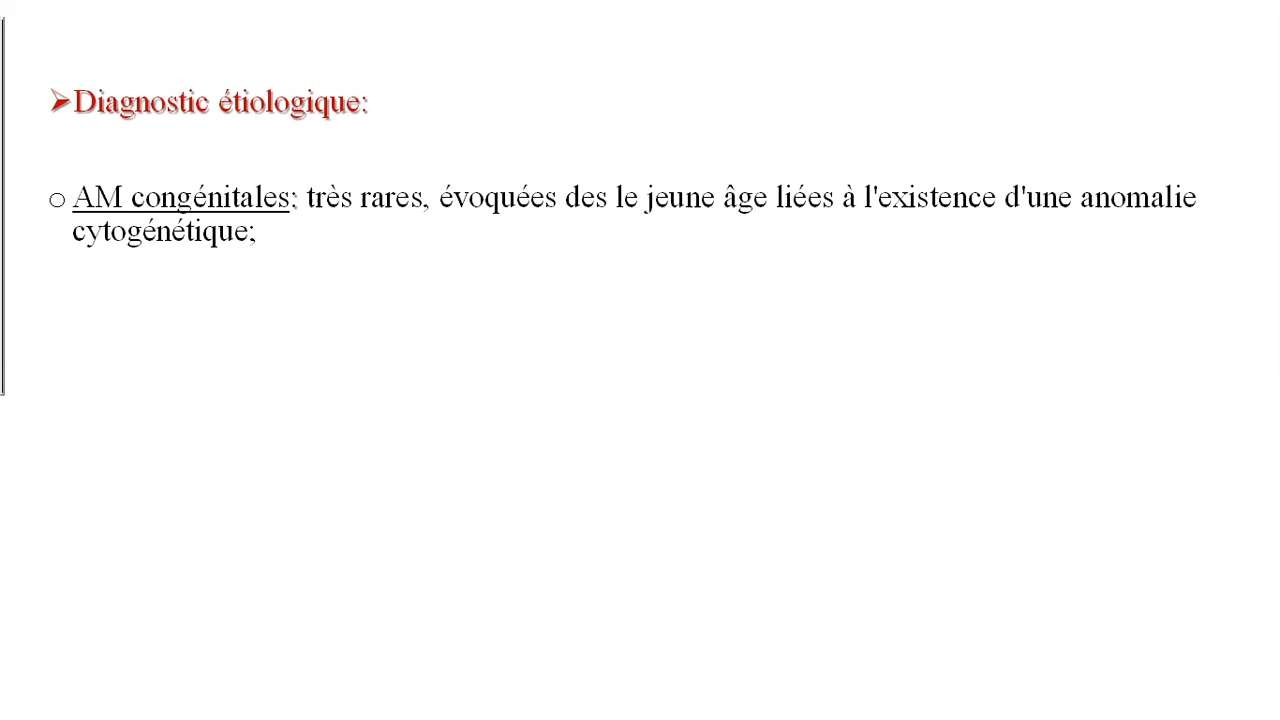 ➢Diagnostic étiologique:
o AM congénitales: très rares, évoquées des le jeune âge liées à l'existence d'une anomalie
cytogénétique;